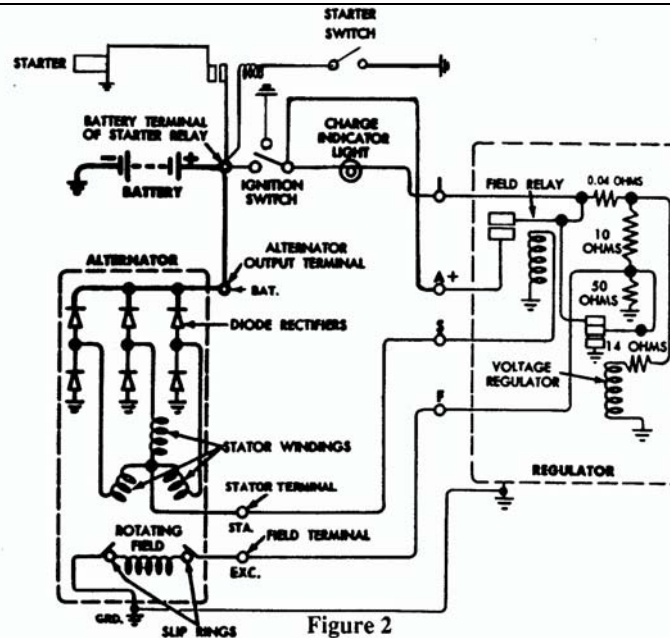 STARTER
SWITCH
STARTER
BATTERY TERMINAL
OF STARTER RELAY
CHARGE
INDICATOR
LIGHT
- +
BATTERY
IGNITION
SWITCH
I
FIELD RELAY
0.04 OHMS
10
OHMS
ALTERNATOR
ALTERNATOR
OUTPUT TERMINAL
BAT.
A+
50
OHMS
DIODE RECTIFIERS
S
14 OHMS
VOLTAGE
REGULATOR
F
STATOR WINDINGS
REGULATOR
STATOR TERMINAL
STA.
ROTATING
FIELD
FIELD TERMINAL
EXC.
GRD.
SLIP RINGS
Figure 2